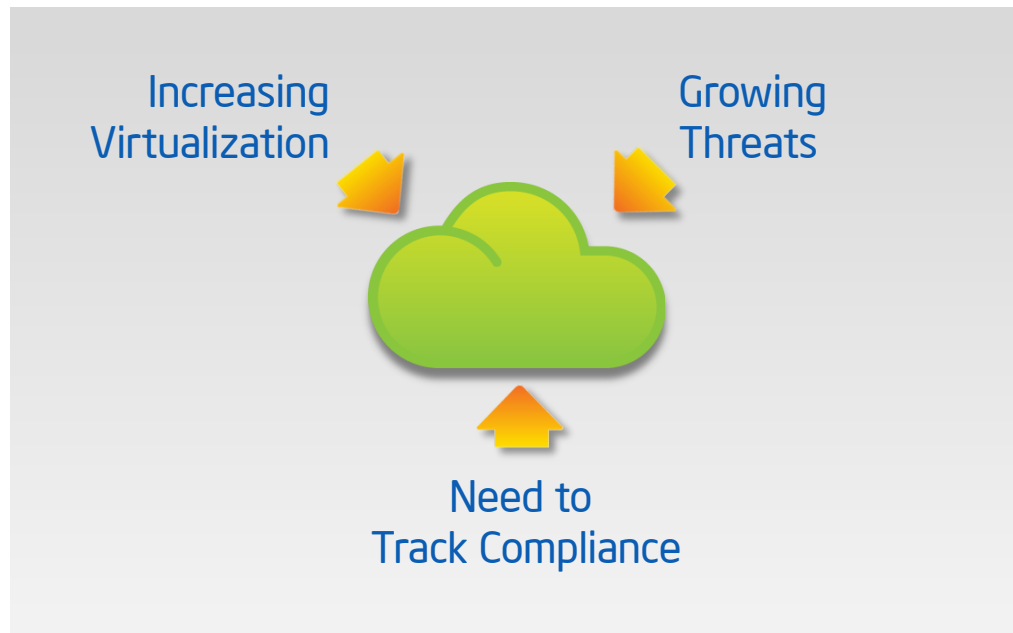 Increasing
Virtualization
Growing
Threats
Need to
Track Compliance